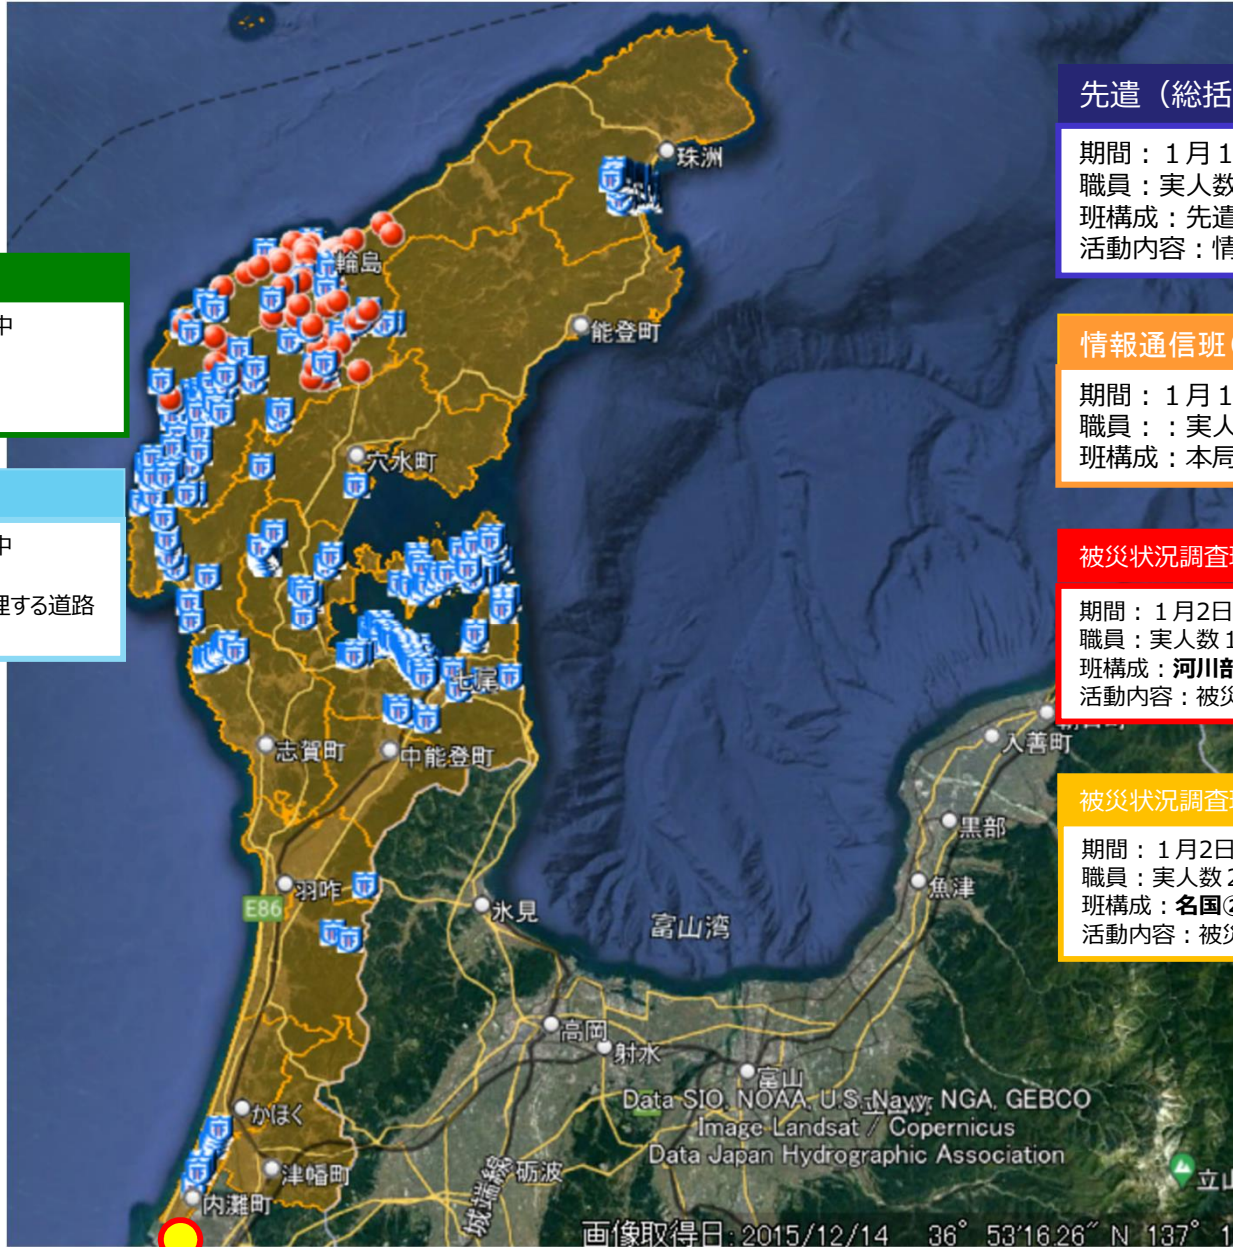 先遣（総括
期間：１月１
職員：実人数
班構成：先遣
活動内容：情
情報通信班
期間：１月１
職員：：実人
班構成：本局
被災状況調査班
期間：１月2日
職員：実人数１
班構成：河川部
活動内容：被災
被災状況調査班
期間：１月2日
職員：実人数２
班構成：名国②
活動内容：被災
中
中
理する道路
珠洲
輪島
能登町
穴水町
七尾
志賀町
中能登町
入善町
黒部
魚津
羽咋
E86
氷見
富山湾
高岡
射水
富山
かほく
津幡町
内灘町
城端線
砺波
立山
Data SIO, NOAA, U.S. Navy, NGA, GEBCO
Image Landsat / Copernicus
Data Japan Hydrographic Association
画像取得日: 2015/12/14 36° 53'16.26" N 137° 1